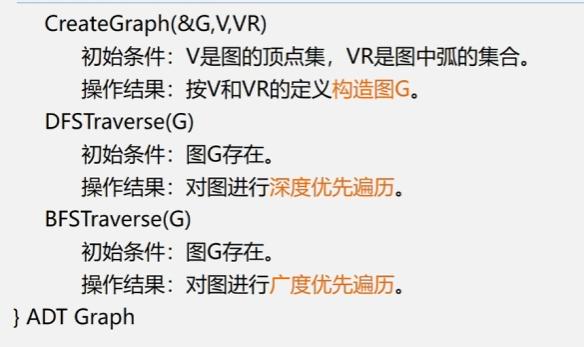 CreateGraph(&G,V,VR)
初始条件：V是图的顶点集，VR是图中弧的集合。
操作结果：按V和VR的定义构造图G。
DFSTraverse(G)
初始条件：图G存在。
操作结果：对图进行深度优先遍历。
BFSTraverse(G)
初始条件：图G存在。
操作结果：对图进行广度优先遍历。
} ADT Graph